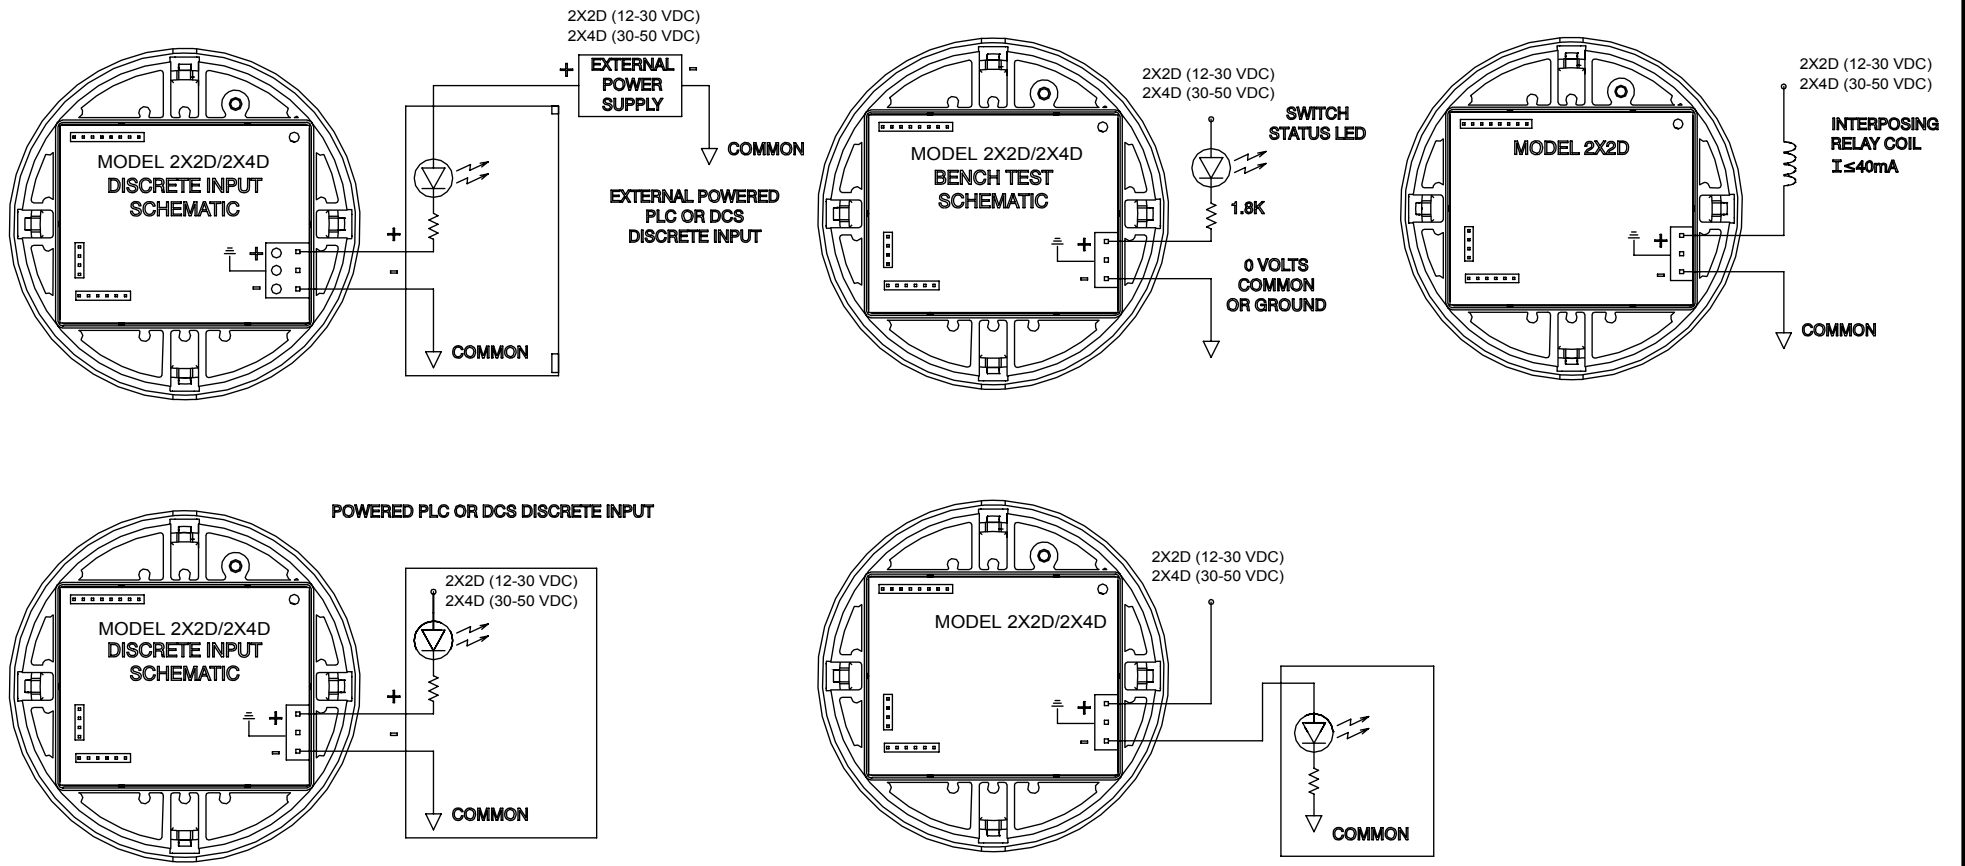 2X2D (12-30 VDC)
2X4D (30-50 VDC)
+
EXTERNAL
POWER
SUPPLY
-
COMMON
MODEL 2X2D/2X4D
DISCRETE INPUT
SCHEMATIC
+
-
+
-
COMMON
EXTERNAL POWERED
PLC OR DCS
DISCRETE INPUT
2X2D (12-30 VDC)
2X4D (30-50 VDC)
SWITCH
STATUS LED
MODEL 2X2D/2X4D
BENCH TEST
SCHEMATIC
1.8K
+
-
0 VOLTS
COMMON
OR GROUND
2X2D (12-30 VDC)
2X4D (30-50 VDC)
INTERPOSING
RELAY COIL
I≤40mA
MODEL 2X2D
+
-
COMMON
POWERED PLC OR DCS DISCRETE INPUT
2X2D (12-30 VDC)
2X4D (30-50 VDC)
MODEL 2X2D/2X4D
DISCRETE INPUT
SCHEMATIC
+
-
+
-
COMMON
2X2D (12-30 VDC)
2X4D (30-50 VDC)
MODEL 2X2D/2X4D
+
-
COMMON